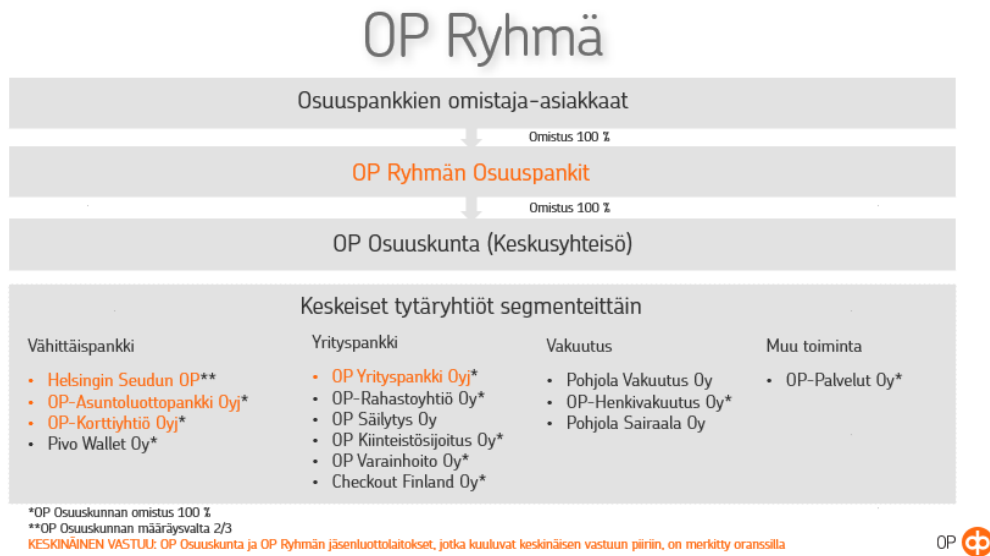 OP Ryhmä
Osuuspankkien omistaja-asiakkaat
Omistus 100 %
OP Ryhmän Osuuspankit
Omistus 100 %
OP Osuuskunta (Keskusyhteisö)
Keskeiset tytäryhtiöt segmenteittäin
Vähittäispankki
• Helsingin Seudun OP**
• OP-Asuntoluottopankki Oyj*
• OP-Korttiyhtiö Oyj*
• Pivo Wallet Oy*
Yrityspankki
• OP Yrityspankki Oyj*
• OP-Rahastoyhtiö Oy*
• OP Säilytys Oy
• OP Kiinteistösijoitus Oy*
• OP Varainhoito Oy*
• Checkout Finland Oy*
Vakuutus
• Pohjola Vakuutus Oy
• OP-Henkivakuutus Oy*
• Pohjola Sairaala Oy
Muu toiminta
• OP-Palvelut Oy*
*OP Osuuskunnan omistus 100 %
**OP Osuuskunnan määräysvalta 2/3
KESKINÄINEN VASTUU: OP Osuuskunta ja OP Ryhmän jäsenluottolaitokset, jotka kuuluvat keskinäisen vastuun piiriin, on merkitty oranssilla
OP